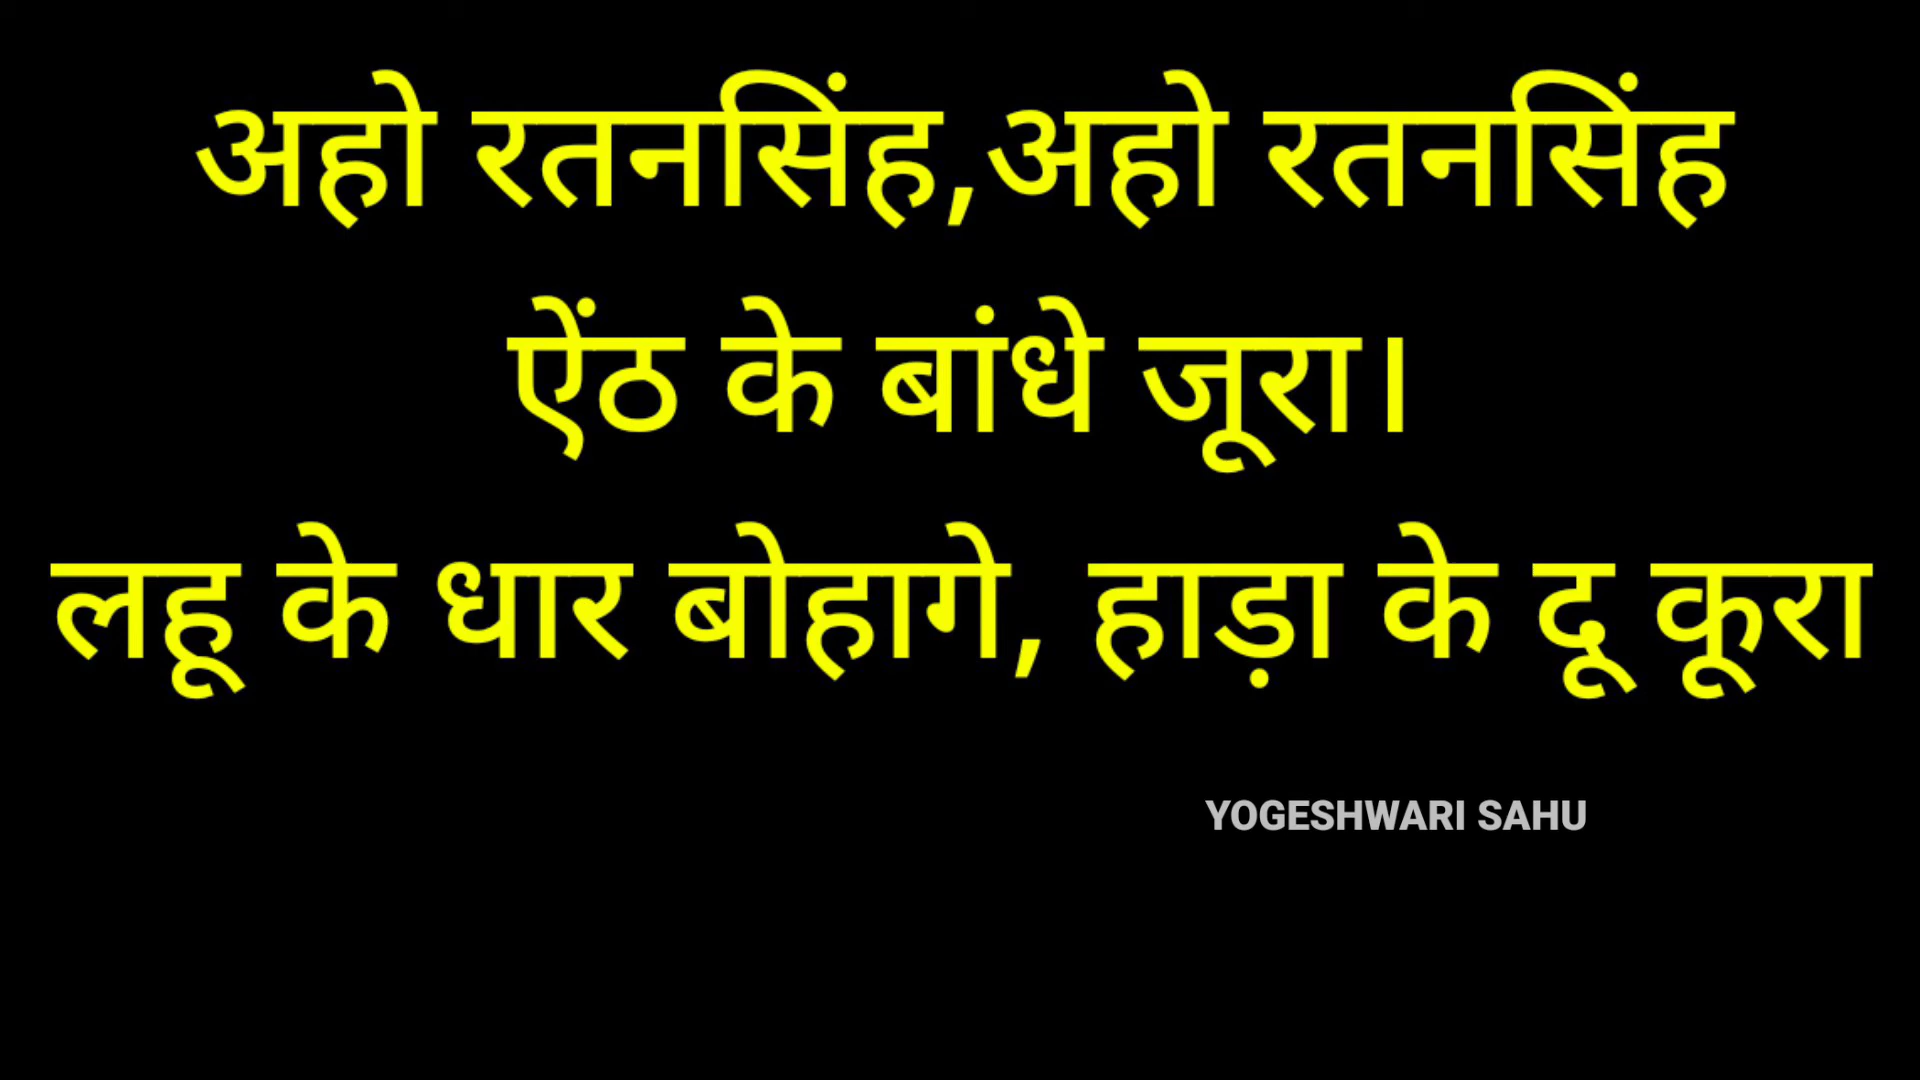 अहो रतनसिंह,अहो रतनसिंह
ऐंठ के बांधे जूरा।
लहू के धार बोहागे, हाड़ा के दू कूरा
YOGESHWARI SAHU